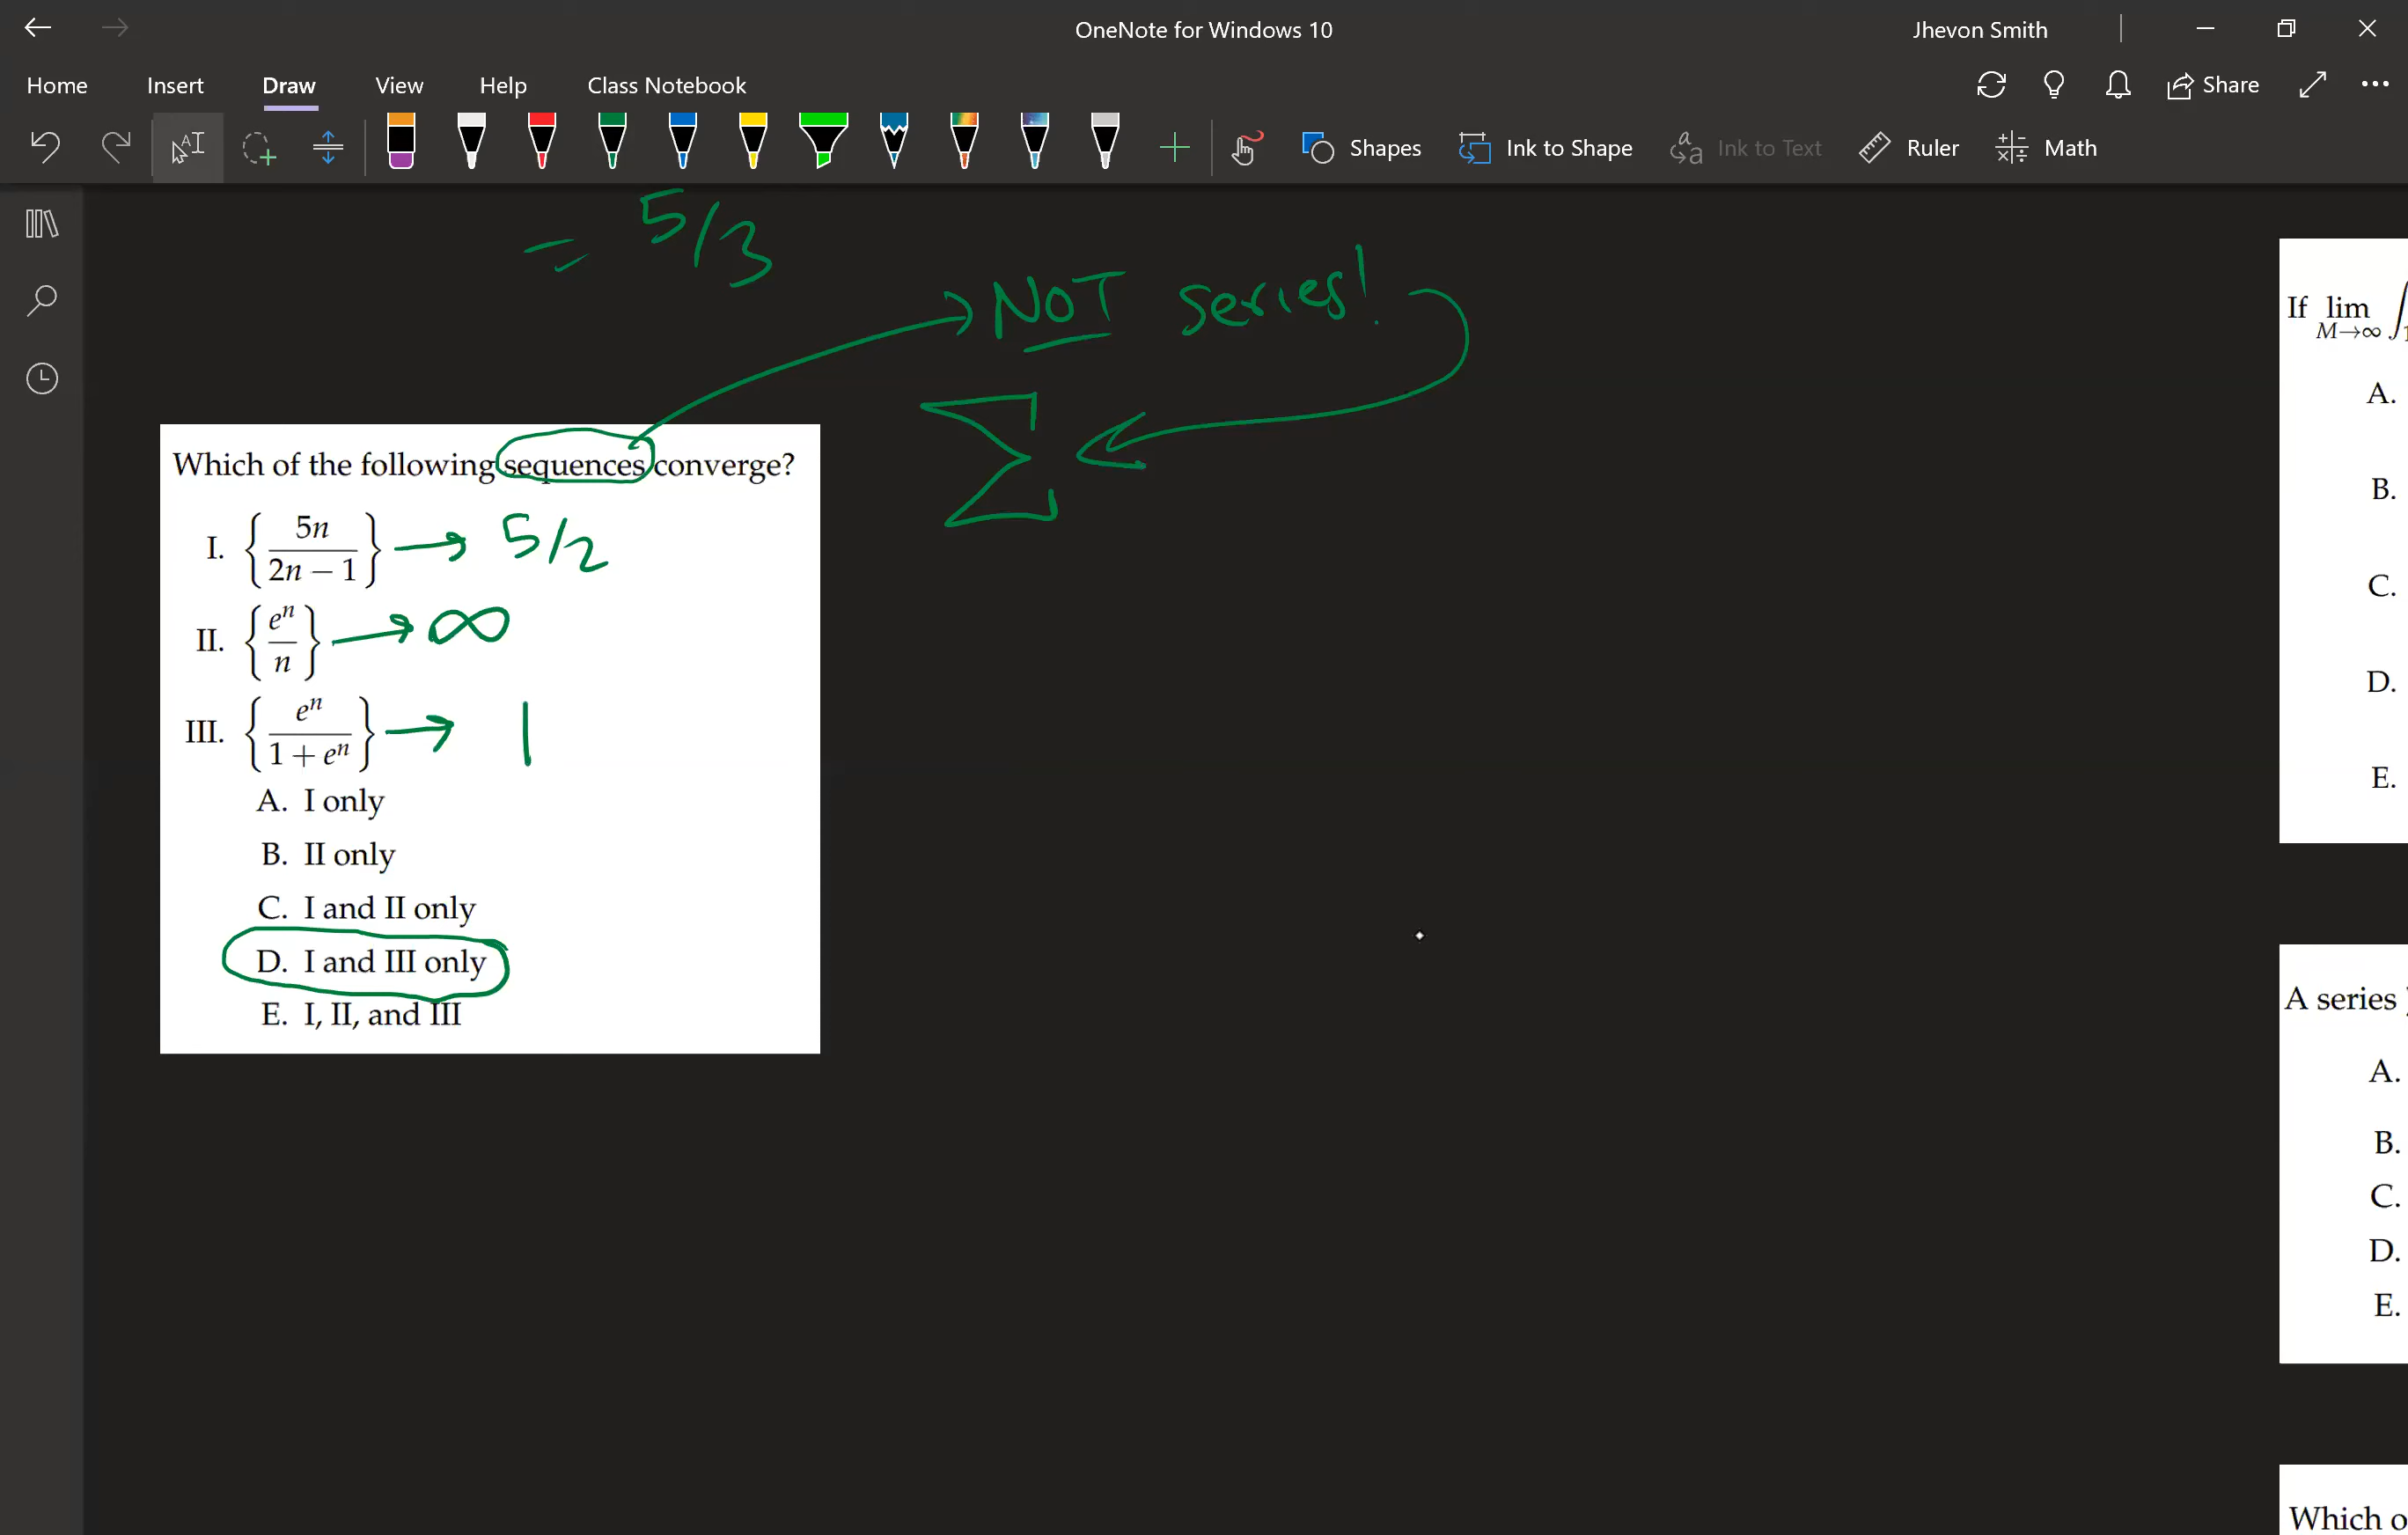 OneNote for Windows 10
Jhevon Smith
Home Insert Draw View Help Class Notebook Share
Shapes Ink to Shape Ink to Text Ruler Math
= 5/3
NOT series!
Σ
Which of the following sequences converge?
I. { 5n / (2n − 1) } → 5/2
II. { eⁿ / n } → ∞
III. { eⁿ / (1 + eⁿ) } → 1
A. I only
B. II only
C. I and II only
D. I and III only
E. I, II, and III
If lim M→∞ ∫
A.
B.
C.
D.
E.
A series
A.
B.
C.
D.
E.
Which